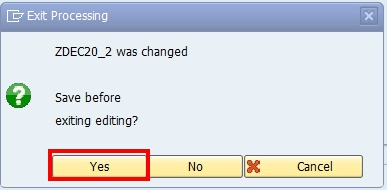 Exit Processing
ZDEC20_2 was changed
Save before
exiting editing?
Yes No Cancel